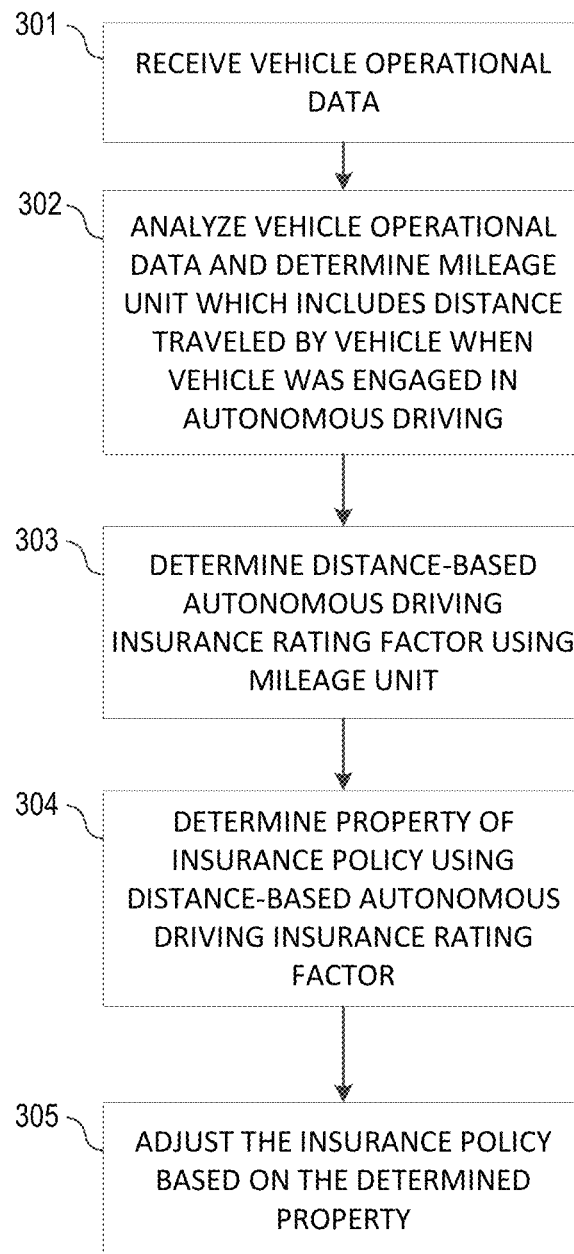 301
RECEIVE VEHICLE OPERATIONAL
DATA
302
ANALYZE VEHICLE OPERATIONAL
DATA AND DETERMINE MILEAGE
UNIT WHICH INCLUDES DISTANCE
TRAVELED BY VEHICLE WHEN
VEHICLE WAS ENGAGED IN
AUTONOMOUS DRIVING
303
DETERMINE DISTANCE-BASED
AUTONOMOUS DRIVING
INSURANCE RATING FACTOR USING
MILEAGE UNIT
304
DETERMINE PROPERTY OF
INSURANCE POLICY USING
DISTANCE-BASED AUTONOMOUS
DRIVING INSURANCE RATING
FACTOR
305
ADJUST THE INSURANCE POLICY
BASED ON THE DETERMINED
PROPERTY